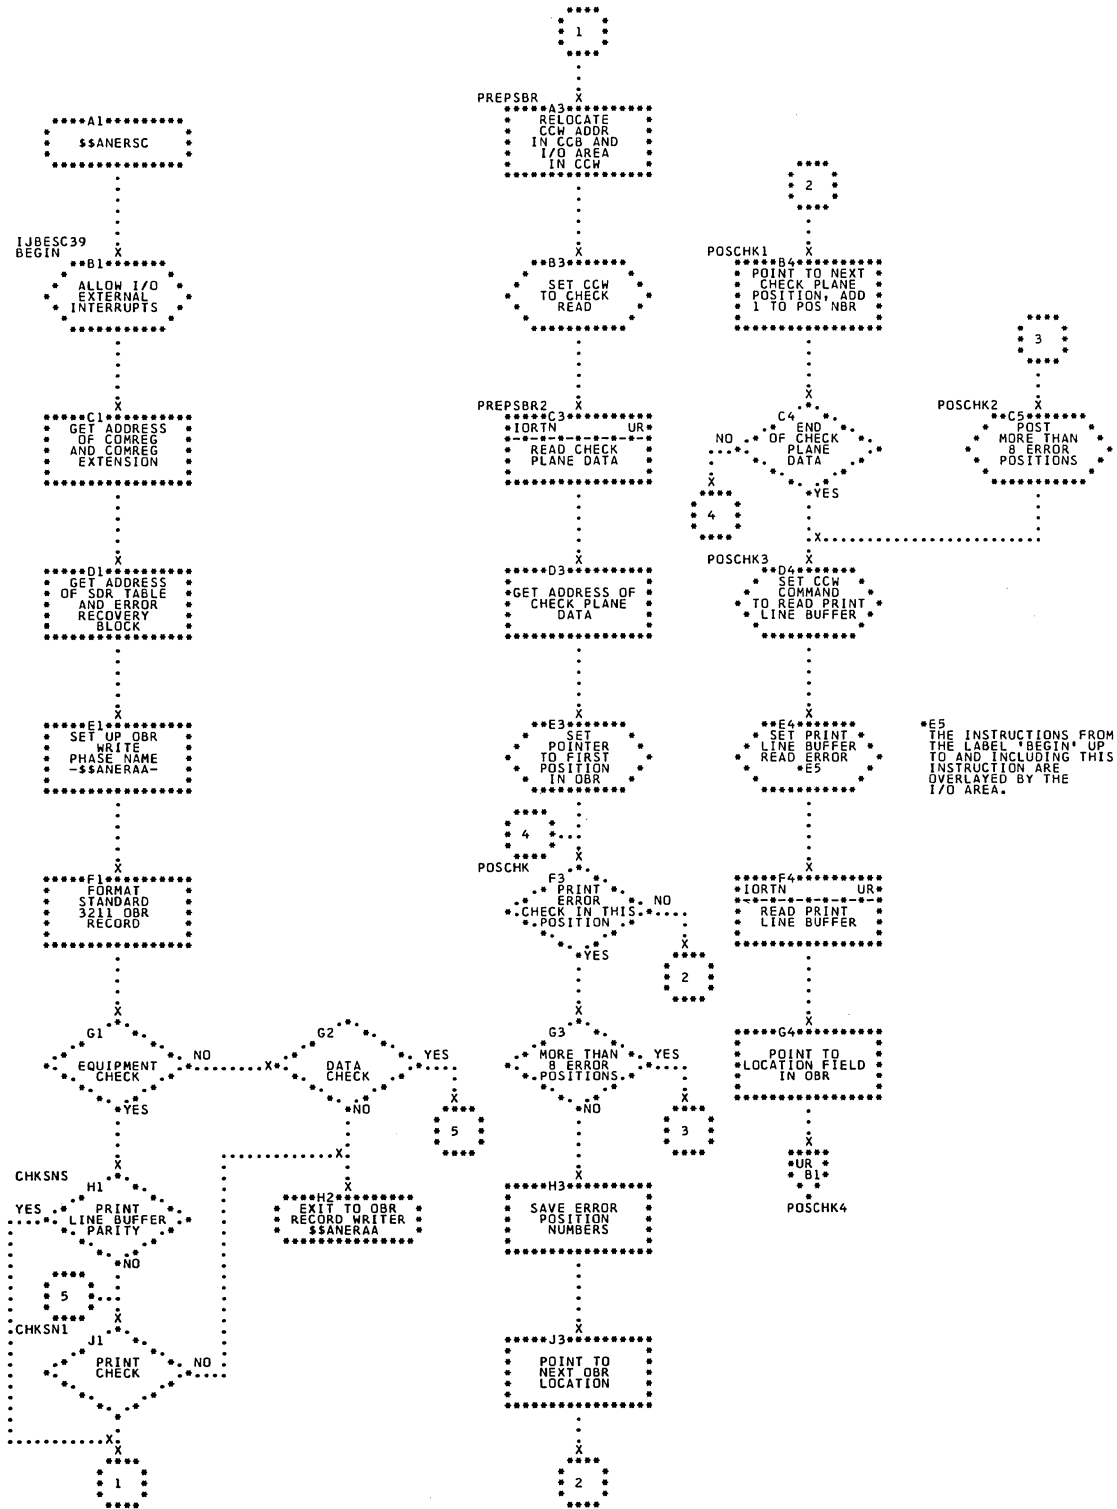 1
PREPSBR
A3
RELOCATE
CCW ADDR
IN CCB AND
I/O AREA
IN CCW
A1
$$ANERSC
2
IJBESC39
BEGIN
B1
ALLOW I/O
EXTERNAL
INTERRUPTS
B3
SET CCW
TO CHECK
READ
POSCHK1
B4
POINT TO NEXT
CHECK PLANE
POSITION, ADD
1 TO POS NBR
3
C1
GET ADDRESS
OF COMREG
AND COMREG
EXTENSION
PREPSBR2
C3
IORTN UR
READ CHECK
PLANE DATA
C4
END
OF CHECK
PLANE
DATA
NO
YES
4
POSCHK2
C5
POST
MORE THAN
8 ERROR
POSITIONS
D1
GET ADDRESS
OF SDR TABLE
AND ERROR
RECOVERY
BLOCK
D3
GET ADDRESS OF
CHECK PLANE
DATA
POSCHK3
D4
SET CCW
COMMAND
TO READ PRINT
LINE BUFFER
E1
SET UP OBR
WRITE
PHASE NAME
-$$ANERAA-
E3
SET
POINTER
TO FIRST
POSITION
IN OBR
E4
SET PRINT
LINE BUFFER
READ ERROR
*E5
*E5
THE INSTRUCTIONS FROM
THE LABEL 'BEGIN' UP
TO AND INCLUDING THIS
INSTRUCTION ARE
OVERLAYED BY THE
I/O AREA.
4
POSCHK
F1
FORMAT
STANDARD
3211 OBR
RECORD
F3
PRINT
ERROR
CHECK IN THIS
POSITION
NO
YES
2
F4
IORTN UR
READ PRINT
LINE BUFFER
G1
EQUIPMENT
CHECK
NO
YES
G2
DATA
CHECK
YES
NO
5
G3
MORE THAN
8 ERROR
POSITIONS
YES
NO
3
G4
POINT TO
LOCATION FIELD
IN OBR
UR
B1
POSCHK4
CHKSNS
H1
YES
PRINT
LINE BUFFER
PARITY
NO
H2
EXIT TO OBR
RECORD WRITER
$$ANERAA
H3
SAVE ERROR
POSITION
NUMBERS
5
CHKSN1
J1
PRINT
CHECK
NO
J3
POINT TO
NEXT OBR
LOCATION
1
2